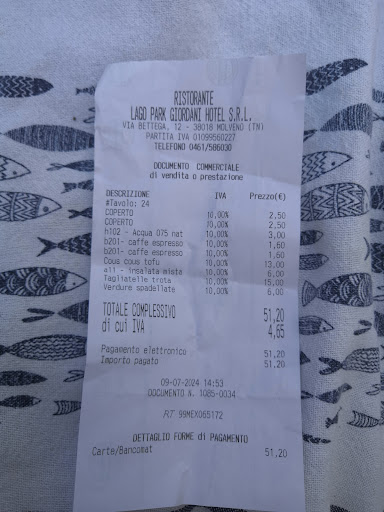 RISTORANTE
LAGO PARK GIORDANI HOTEL S.R.L.
VIA BETTEGA, 12 - 38018 MOLVENO (TN)
PARTITA IVA 01099560227
TELEFONO 0461/586030
DOCUMENTO COMMERCIALE
di vendita o prestazione
DESCRIZIONE IVA Prezzo(€)
#Tavolo: 24
COPERTO 10,00% 2,50
COPERTO 10,00% 2,50
h102 - Acqua 075 nat 10,00% 3,00
b201- caffe espresso 10,00% 1,60
b201- caffe espresso 10,00% 1,60
Cous cous tofu 10,00% 13,00
a11 - insalata mista 10,00% 6,00
Tagliatelle trota 10,00% 15,00
Verdure spadellate 10,00% 6,00
TOTALE COMPLESSIVO 51,20
di cui IVA 4,65
Pagamento elettronico 51,20
Importo pagato 51,20
09-07-2024 14:53
DOCUMENTO N. 1085-0034
RT 99MEX065172
DETTAGLIO FORME di PAGAMENTO
Carte/Bancomat 51,20